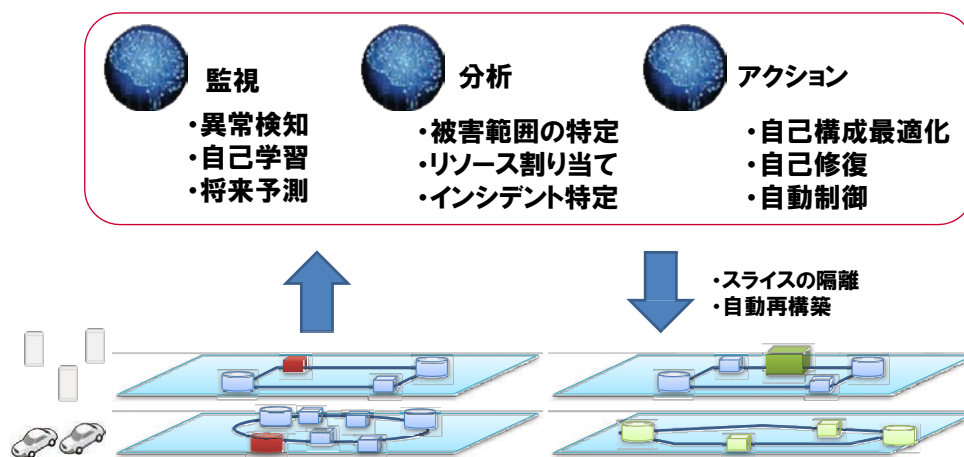 監視
・異常検知
・自己学習
・将来予測
分析
・被害範囲の特定
・リソース割り当て
・インシデント特定
アクション
・自己構成最適化
・自己修復
・自動制御
・スライスの隔離
・自動再構築